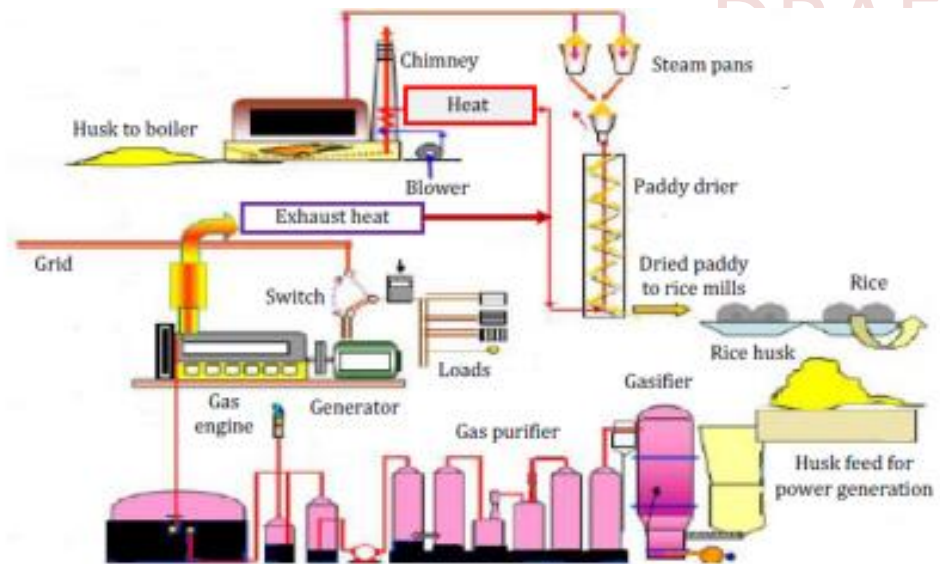 Chimney
Steam pans
Heat
Husk to boiler
Blower
Paddy drier
Exhaust heat
Grid
Switch
Dried paddy
to rice mills
Rice
Loads
Rice husk
Gas
engine
Generator
Gasifier
Gas purifier
Husk feed for
power generation